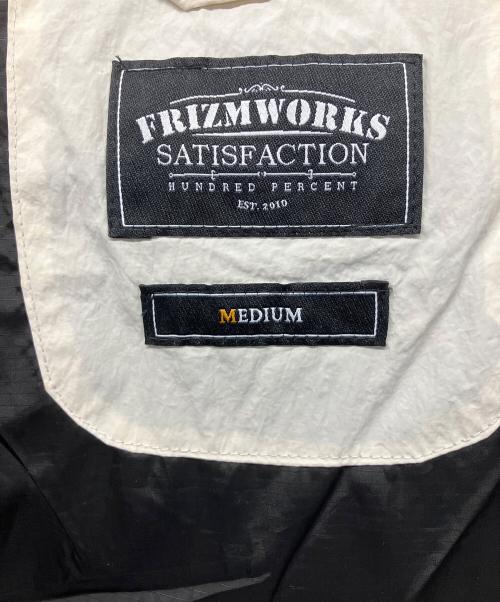 FRIZMWORKS
SATISFACTION
HUNDRED PERCENT
EST. 2010
MEDIUM